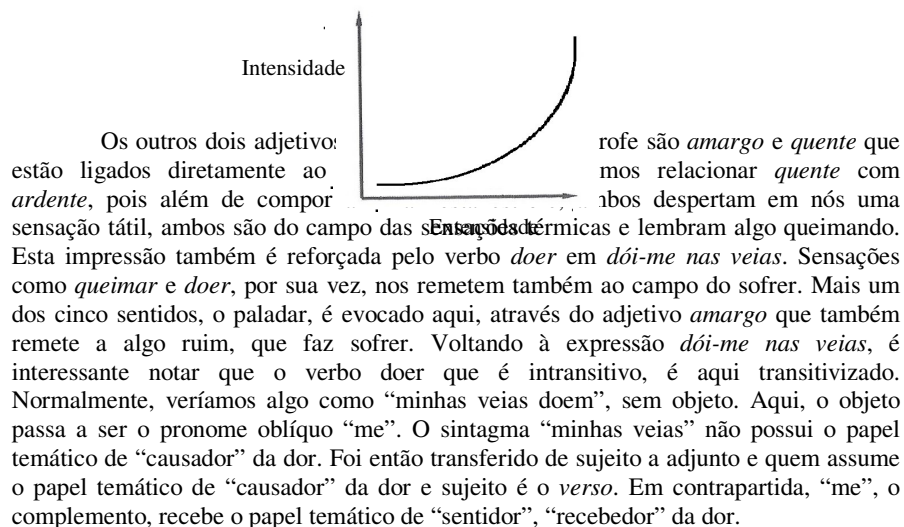 Intensidade
Os outros dois adjetivos rofe são amargo e quente que
estão ligados diretamente ao mos relacionar quente com
ardente, pois além de compor nbos despertam em nós uma
sensação tátil, ambos são do campo das sensações térmicas e lembram algo queimando.
Extensidade
Esta impressão também é reforçada pelo verbo doer em dói-me nas veias. Sensações
como queimar e doer, por sua vez, nos remetem também ao campo do sofrer. Mais um
dos cinco sentidos, o paladar, é evocado aqui, através do adjetivo amargo que também
remete a algo ruim, que faz sofrer. Voltando à expressão dói-me nas veias, é
interessante notar que o verbo doer que é intransitivo, é aqui transitivizado.
Normalmente, veríamos algo como “minhas veias doem”, sem objeto. Aqui, o objeto
passa a ser o pronome oblíquo “me”. O sintagma “minhas veias” não possui o papel
temático de “causador” da dor. Foi então transferido de sujeito a adjunto e quem assume
o papel temático de “causador” da dor e sujeito é o verso. Em contrapartida, “me”, o
complemento, recebe o papel temático de “sentidor”, “recebedor” da dor.